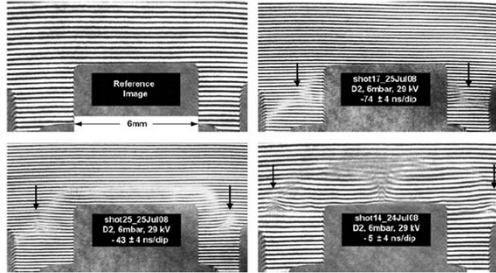 Reference
Image
6mm
shot17_25Jul08
D2, 6mbar, 29 kV
-74 ± 4 ns/dip
shot25_25Jul08
D2, 6mbar, 29 kV
- 43 ± 4 ns/dip
shot14_24Jul08
D2, 6mbar, 29 kV
- 5 ± 4 ns/dip